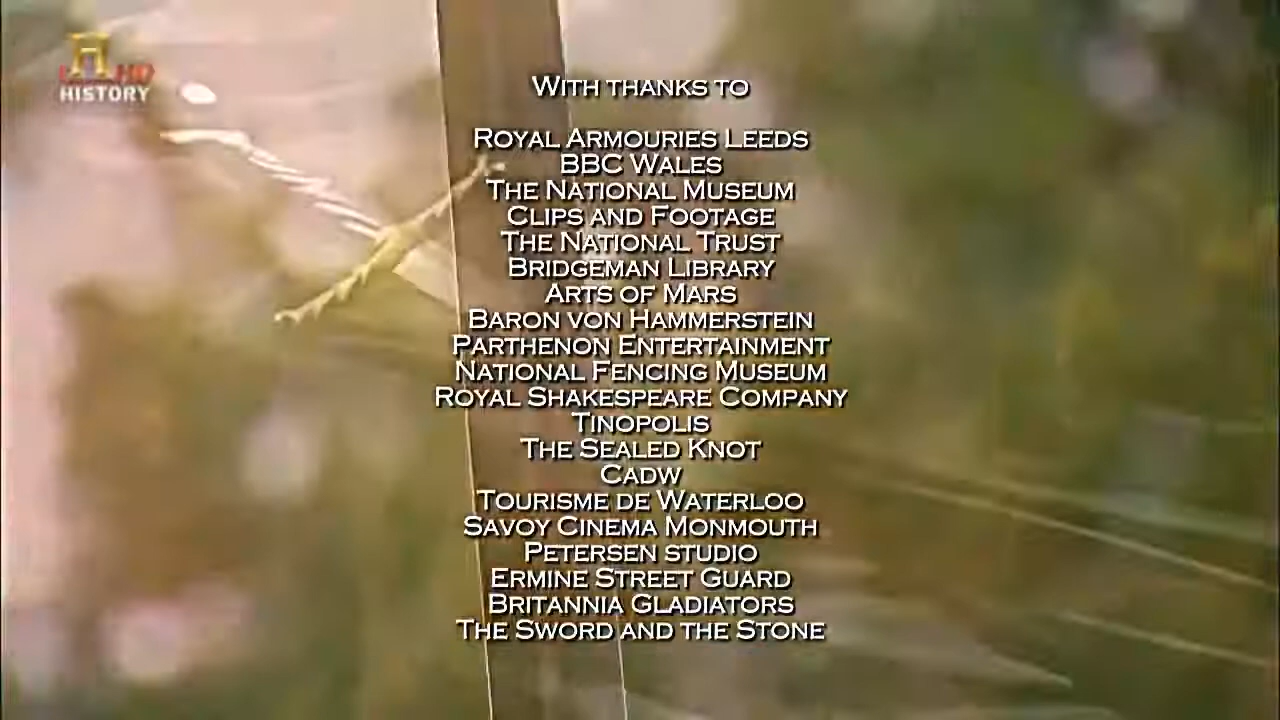 H HD
HISTORY
WITH THANKS TO
ROYAL ARMOURIES LEEDS
BBC WALES
THE NATIONAL MUSEUM
CLIPS AND FOOTAGE
THE NATIONAL TRUST
BRIDGEMAN LIBRARY
ARTS OF MARS
BARON VON HAMMERSTEIN
PARTHENON ENTERTAINMENT
NATIONAL FENCING MUSEUM
ROYAL SHAKESPEARE COMPANY
TINOPOLIS
THE SEALED KNOT
CADW
TOURISME DE WATERLOO
SAVOY CINEMA MONMOUTH
PETERSEN STUDIO
ERMINE STREET GUARD
BRITANNIA GLADIATORS
THE SWORD AND THE STONE